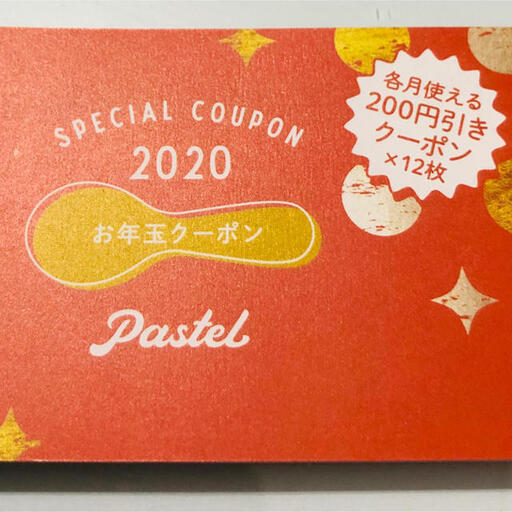 SPECIAL COUPON
2020
お年玉クーポン
Pastel
各月使える
200円引き
クーポン
×12枚